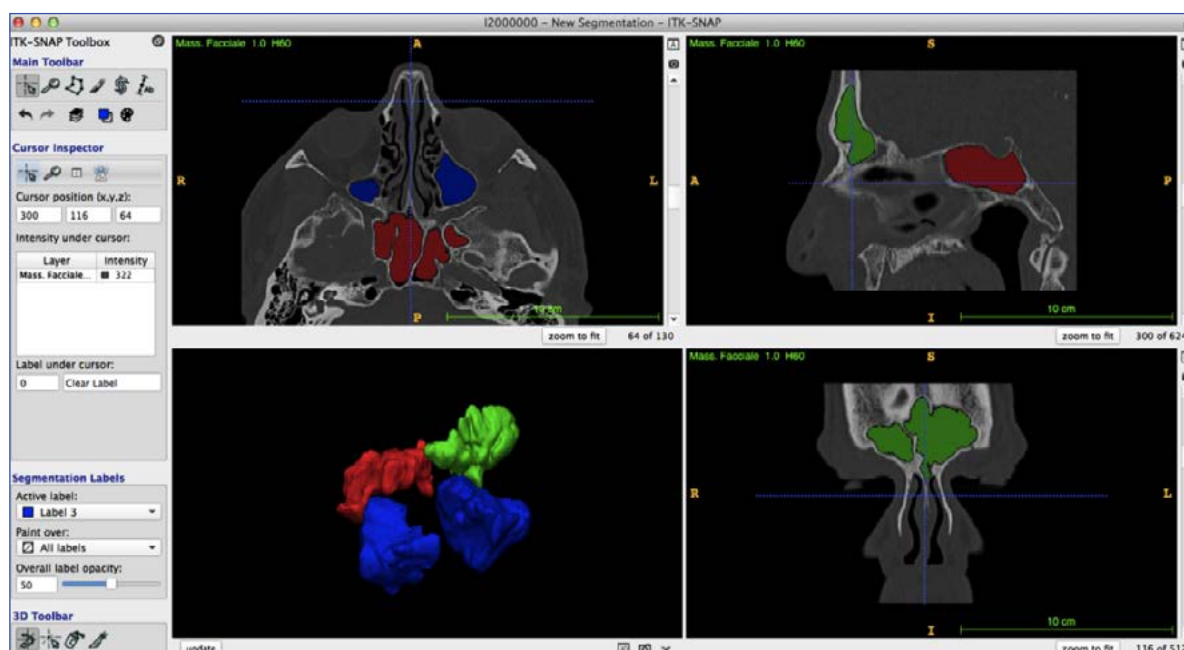 I2000000 – New Segmentation – ITK-SNAP
ITK-SNAP Toolbox
Main Toolbar
Cursor Inspector
Cursor position (x,y,z):
300 116 64
Intensity under cursor:
Layer Intensity
Mass. Facciale... 322
Label under cursor:
0 Clear Label
Segmentation Labels
Active label:
Label 3
Paint over:
All labels
Overall label opacity:
50
3D Toolbar
Mass. Facciale 1.0 H60
A
R
L
P
10 cm
zoom to fit 64 of 130
Mass. Facciale 1.0 H60
S
A
P
I
10 cm
zoom to fit 300 of 624
update
Mass. Facciale 1.0 H60
S
R
L
I
10 cm
zoom to fit 116 of 512